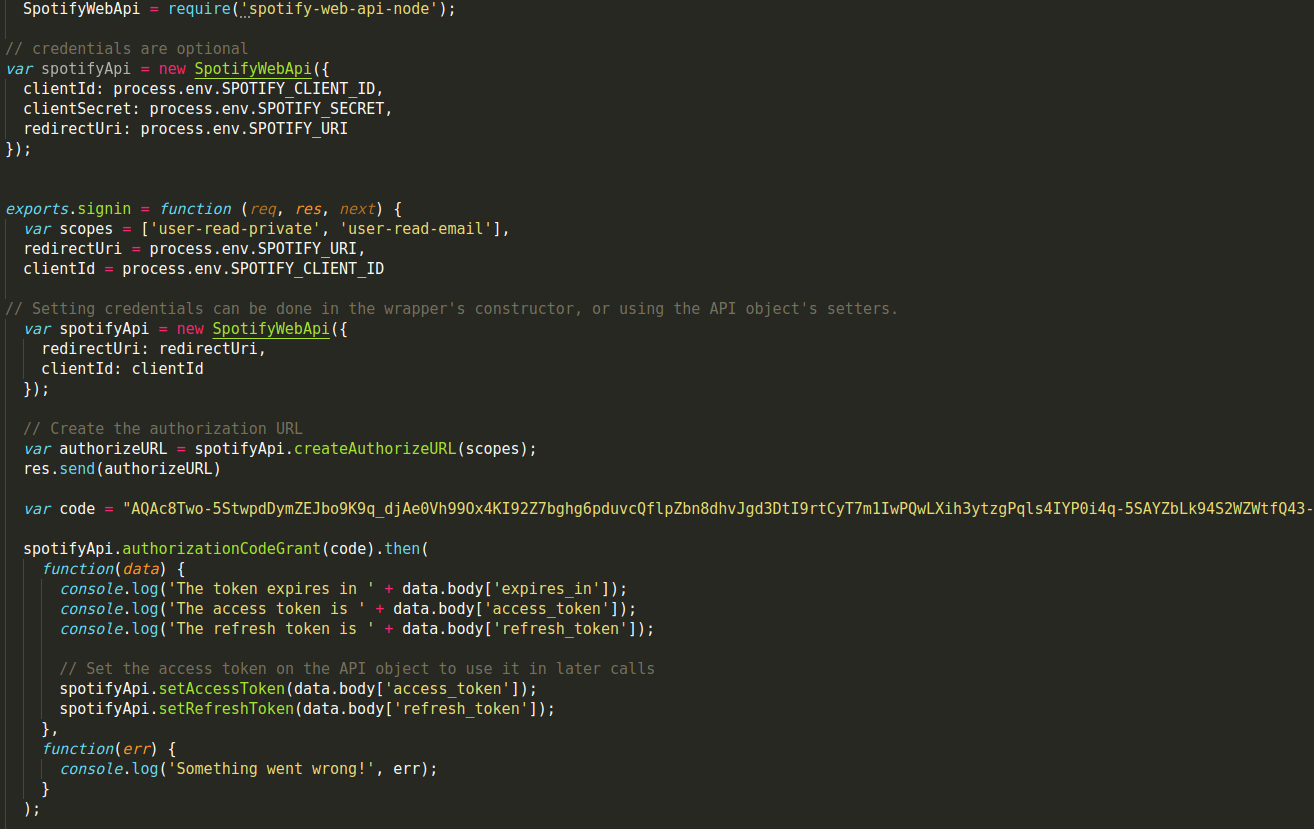 SpotifyWebApi = require('spotify-web-api-node');
// credentials are optional
var spotifyApi = new SpotifyWebApi({
clientId: process.env.SPOTIFY_CLIENT_ID,
clientSecret: process.env.SPOTIFY_SECRET,
redirectUri: process.env.SPOTIFY_URI
});
exports.signin = function (req, res, next) {
var scopes = ['user-read-private', 'user-read-email'],
redirectUri = process.env.SPOTIFY_URI,
clientId = process.env.SPOTIFY_CLIENT_ID
// Setting credentials can be done in the wrapper's constructor, or using the API object's setters.
var spotifyApi = new SpotifyWebApi({
redirectUri: redirectUri,
clientId: clientId
});
// Create the authorization URL
var authorizeURL = spotifyApi.createAuthorizeURL(scopes);
res.send(authorizeURL)
var code = "AQAc8Two-5StwpdDymZEJbo9K9q_djAe0Vh99Ox4KI92Z7bghg6pduvcQflpZbn8dhvJgd3DtI9rtCyT7m1IwPQwLXih3ytzgPqls4IYP0i4q-5SAYZbLk94S2WZWtfQ43-
spotifyApi.authorizationCodeGrant(code).then(
function(data) {
console.log('The token expires in ' + data.body['expires_in']);
console.log('The access token is ' + data.body['access_token']);
console.log('The refresh token is ' + data.body['refresh_token']);
// Set the access token on the API object to use it in later calls
spotifyApi.setAccessToken(data.body['access_token']);
spotifyApi.setRefreshToken(data.body['refresh_token']);
},
function(err) {
console.log('Something went wrong!', err);
}
);